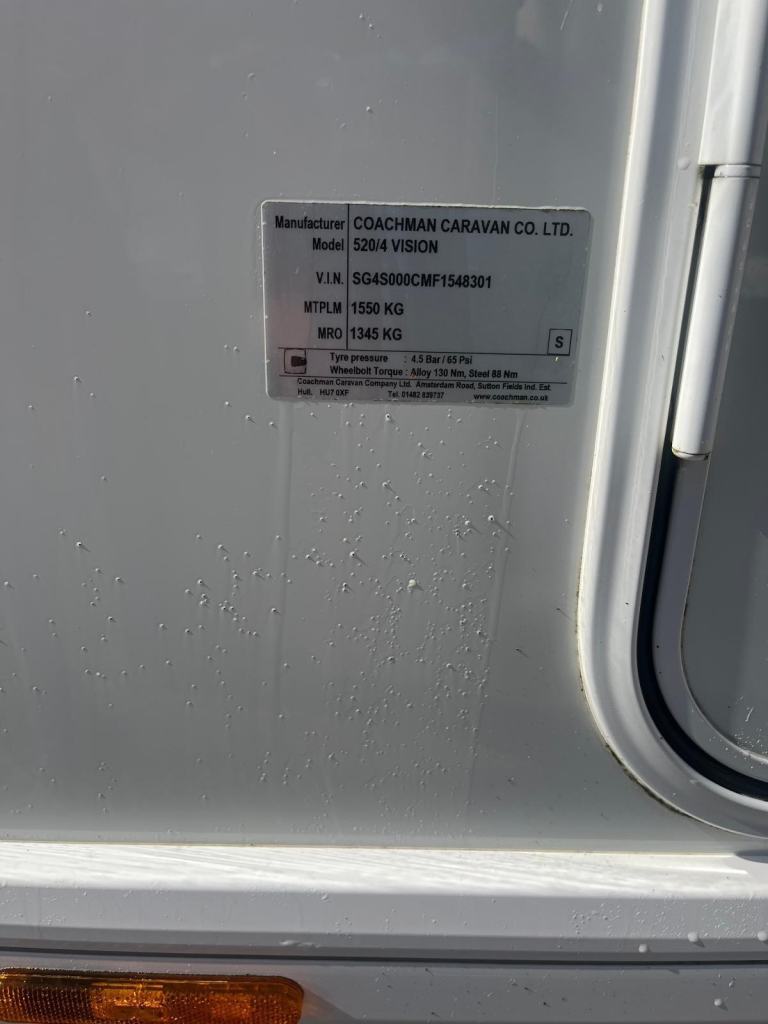 Manufacturer COACHMAN CARAVAN CO. LTD.
Model 520/4 VISION
V.I.N. SG4S000CMF1548301
MTPLM 1550 KG
MRO 1345 KG
S
Tyre pressure : 4.5 Bar / 65 Psi
Wheelbolt Torque : Alloy 130 Nm, Steel 88 Nm
Coachman Caravan Company Ltd. Amsterdam Road, Sutton Fields Ind. Est.
Hull. HU7 0XF Tel. 01482 839737 www.coachman.co.uk